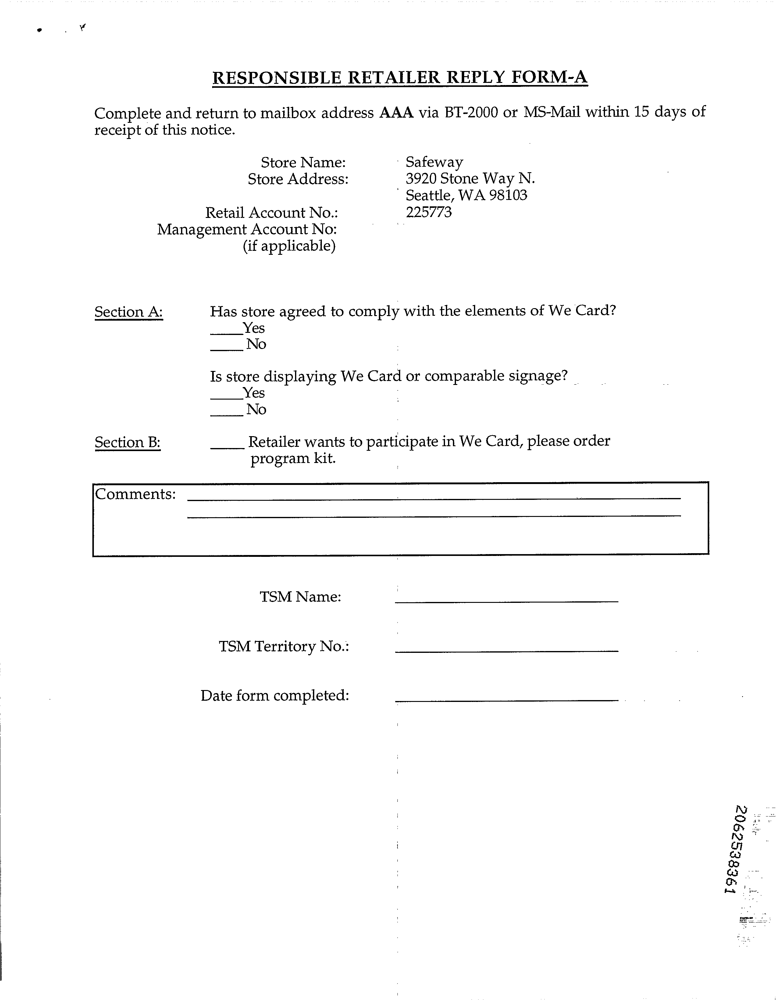 RESPONSIBLE RETAILER REPLY FORM-A
Complete and return to mailbox address AAA via BT-2000 or MS-Mail within 15 days of
receipt of this notice.
Store Name: Safeway
Store Address: 3920 Stone Way N.
Seattle, WA 98103
Retail Account No.: 225773
Management Account No:
(if applicable)
Section A: Has store agreed to comply with the elements of We Card?
____Yes
____ No
Is store displaying We Card or comparable signage?
____Yes
____ No
Section B: ____ Retailer wants to participate in We Card, please order
program kit.
Comments:
TSM Name:
TSM Territory No.:
Date form completed:
2062538361